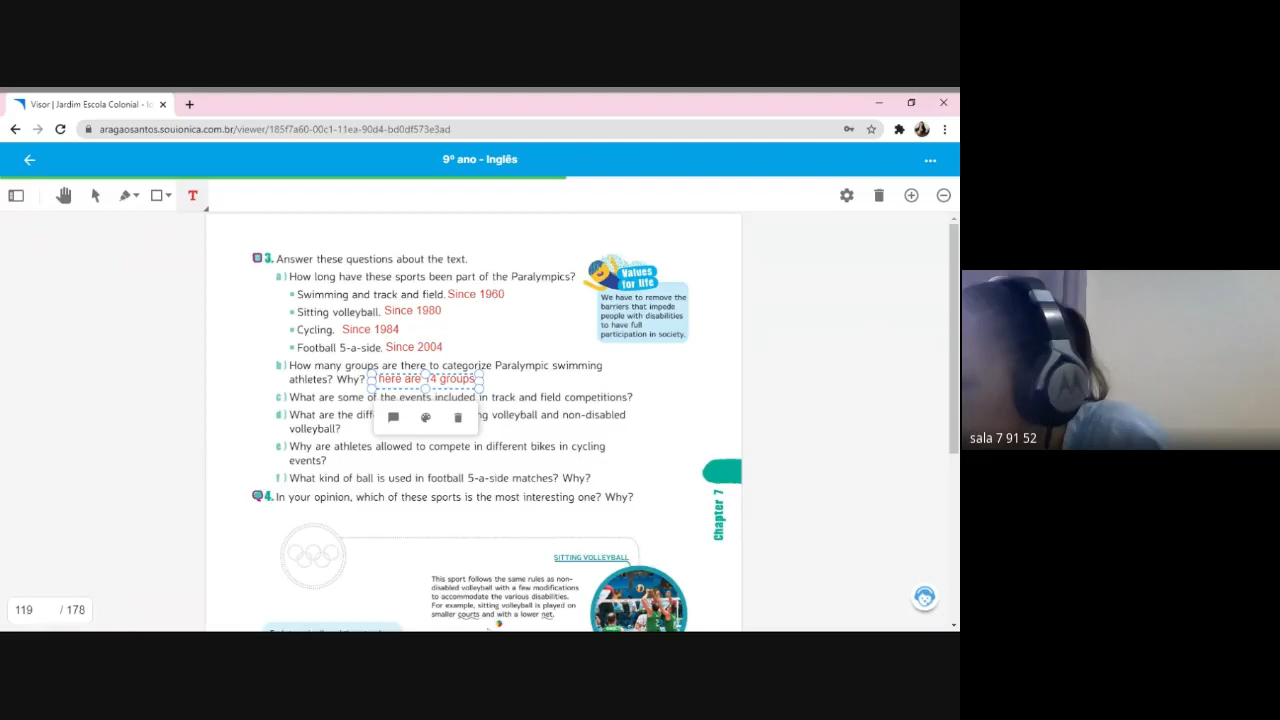 Visor | Jardim Escola Colonial - Io
aragaosantos.souionica.com.br/viewer/185f7a60-00c1-11ea-90d4-bd0df573e3ad
9º ano - Inglês
T
3. Answer these questions about the text.
a) How long have these sports been part of the Paralympics?
Swimming and track and field. Since 1960
Sitting volleyball. Since 1980
Cycling. Since 1984
Football 5-a-side. Since 2004
b) How many groups are there to categorize Paralympic swimming
athletes? Why? There are 14 groups
c) What are some of the events included in track and field competitions?
d) What are the volleyball and non-disabled
volleyball?
e) Why are athletes allowed to compete in different bikes in cycling
events?
f) What kind of ball is used in football 5-a-side matches? Why?
4. In your opinion, which of these sports is the most interesting one? Why?
Values
for life
We have to remove the
barriers that impede
people with disabilities
to have full
participation in society.
Chapter 7
SITTING VOLLEYBALL
This sport follows the same rules as non-
disabled volleyball with a few modifications
to accommodate the various disabilities.
For example, sitting volleyball is played on
smaller courts and with a lower net.
119 / 178
sala 7 91 52